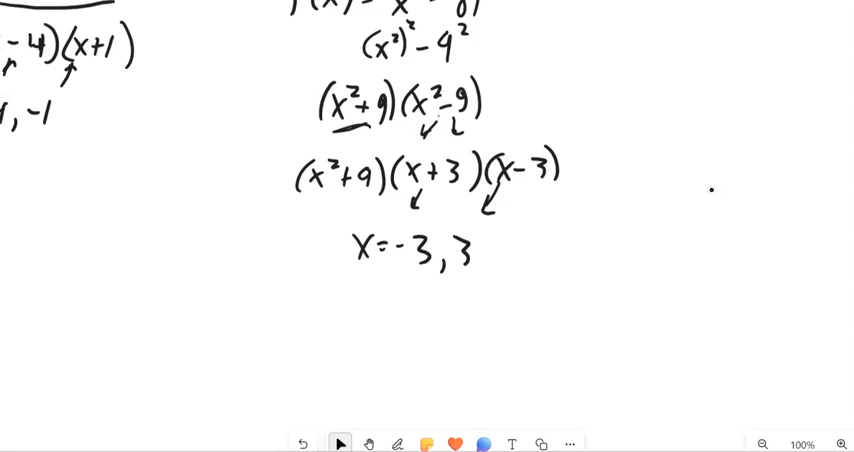 -4)(x+1)
, -1
(x²)² - 9²
(x²+9)(x²-9)
(x²+9)(x+3)(x-3)
x=-3, 3
100%